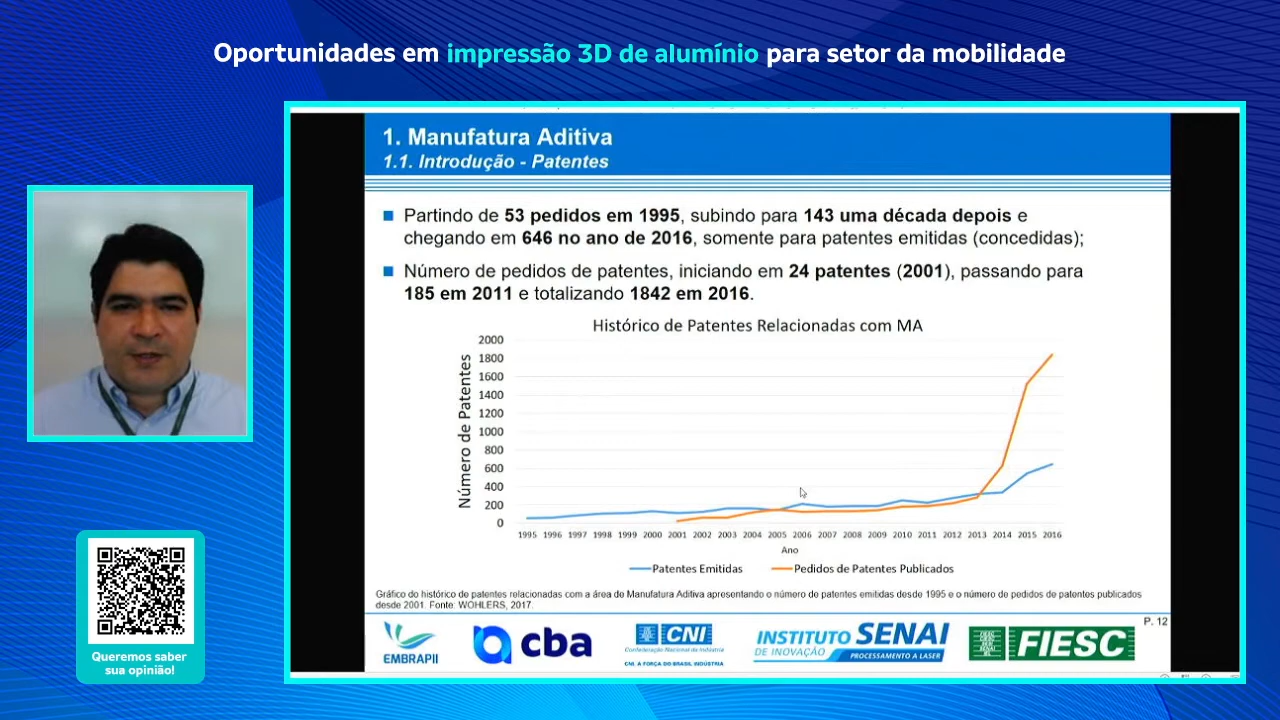 Oportunidades em impressão 3D de alumínio para setor da mobilidade
1. Manufatura Aditiva
1.1. Introdução - Patentes
Partindo de 53 pedidos em 1995, subindo para 143 uma década depois e
chegando em 646 no ano de 2016, somente para patentes emitidas (concedidas);
Número de pedidos de patentes, iniciando em 24 patentes (2001), passando para
185 em 2011 e totalizando 1842 em 2016.
Histórico de Patentes Relacionadas com MA
Número de Patentes
2000
1800
1600
1400
1200
1000
800
600
400
200
0
1995 1996 1997 1998 1999 2000 2001 2002 2003 2004 2005 2006 2007 2008 2009 2010 2011 2012 2013 2014 2015 2016
Ano
Patentes Emitidas Pedidos de Patentes Publicados
Gráfico do histórico de patentes relacionadas com a área de Manufatura Aditiva apresentando o número de patentes emitidas desde 1995 e o número de pedidos de patentes publicados
desde 2001. Fonte: WOHLERS, 2017.
P. 12
EMBRAPII
cba
CNI
Confederação Nacional da Indústria
CNI. A FORÇA DO BRASIL INDÚSTRIA
INSTITUTO SENAI
DE INOVAÇÃO PROCESSAMENTO A LASER
FIESC
Queremos saber
sua opinião!